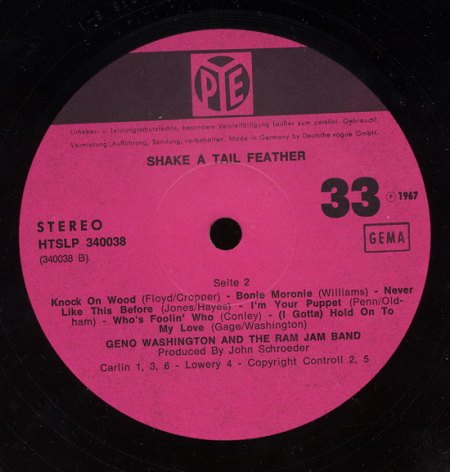 PYE
Urheber- u Leistungsschutzrechte, besonders Vervielfältigung Läufer zum persönl. Gebrauch),
Vermietung/Aufführung, Sendung, vorbehalten. Made in Germany by Deutsche vogue GmbH.
SHAKE A TAIL FEATHER
33 Ⓟ 1967
STEREO
HTSLP 340038
(340038 B)
GEMA
Seite 2
Knock On Wood (Floyd/Cropper) - Bonie Moronie (Williams) - Never
Like This Before (Jones/Hayes) - I'm Your Puppet (Penn/Old-
ham) - Who's Foolin' Who (Conley) - (I Gotta) Hold On To
My Love (Gage/Washington)
GENO WASHINGTON AND THE RAM JAM BAND
Produced By John Schroeder
Carlin 1, 3, 6 - Lowery 4 - Copyright Controll 2, 5